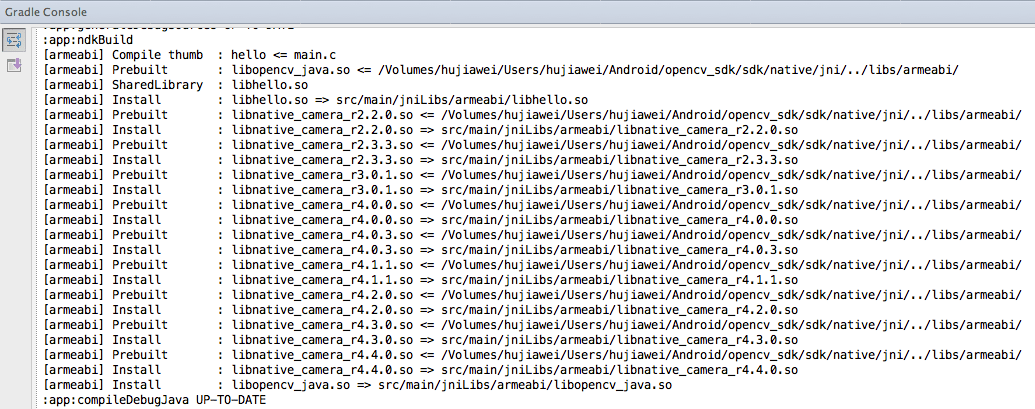 Gradle Console
:app:ndkBuild
[armeabi] Compile thumb  : hello <= main.c
[armeabi] Prebuilt       : libopencv_java.so <= /Volumes/hujiawei/Users/hujiawei/Android/opencv_sdk/sdk/native/jni/../libs/armeabi/
[armeabi] SharedLibrary  : libhello.so
[armeabi] Install        : libhello.so => src/main/jniLibs/armeabi/libhello.so
[armeabi] Prebuilt       : libnative_camera_r2.2.0.so <= /Volumes/hujiawei/Users/hujiawei/Android/opencv_sdk/sdk/native/jni/../libs/armeabi/
[armeabi] Install        : libnative_camera_r2.2.0.so => src/main/jniLibs/armeabi/libnative_camera_r2.2.0.so
[armeabi] Prebuilt       : libnative_camera_r2.3.3.so <= /Volumes/hujiawei/Users/hujiawei/Android/opencv_sdk/sdk/native/jni/../libs/armeabi/
[armeabi] Install        : libnative_camera_r2.3.3.so => src/main/jniLibs/armeabi/libnative_camera_r2.3.3.so
[armeabi] Prebuilt       : libnative_camera_r3.0.1.so <= /Volumes/hujiawei/Users/hujiawei/Android/opencv_sdk/sdk/native/jni/../libs/armeabi/
[armeabi] Install        : libnative_camera_r3.0.1.so => src/main/jniLibs/armeabi/libnative_camera_r3.0.1.so
[armeabi] Prebuilt       : libnative_camera_r4.0.0.so <= /Volumes/hujiawei/Users/hujiawei/Android/opencv_sdk/sdk/native/jni/../libs/armeabi/
[armeabi] Install        : libnative_camera_r4.0.0.so => src/main/jniLibs/armeabi/libnative_camera_r4.0.0.so
[armeabi] Prebuilt       : libnative_camera_r4.0.3.so <= /Volumes/hujiawei/Users/hujiawei/Android/opencv_sdk/sdk/native/jni/../libs/armeabi/
[armeabi] Install        : libnative_camera_r4.0.3.so => src/main/jniLibs/armeabi/libnative_camera_r4.0.3.so
[armeabi] Prebuilt       : libnative_camera_r4.1.1.so <= /Volumes/hujiawei/Users/hujiawei/Android/opencv_sdk/sdk/native/jni/../libs/armeabi/
[armeabi] Install        : libnative_camera_r4.1.1.so => src/main/jniLibs/armeabi/libnative_camera_r4.1.1.so
[armeabi] Prebuilt       : libnative_camera_r4.2.0.so <= /Volumes/hujiawei/Users/hujiawei/Android/opencv_sdk/sdk/native/jni/../libs/armeabi/
[armeabi] Install        : libnative_camera_r4.2.0.so => src/main/jniLibs/armeabi/libnative_camera_r4.2.0.so
[armeabi] Prebuilt       : libnative_camera_r4.3.0.so <= /Volumes/hujiawei/Users/hujiawei/Android/opencv_sdk/sdk/native/jni/../libs/armeabi/
[armeabi] Install        : libnative_camera_r4.3.0.so => src/main/jniLibs/armeabi/libnative_camera_r4.3.0.so
[armeabi] Prebuilt       : libnative_camera_r4.4.0.so <= /Volumes/hujiawei/Users/hujiawei/Android/opencv_sdk/sdk/native/jni/../libs/armeabi/
[armeabi] Install        : libnative_camera_r4.4.0.so => src/main/jniLibs/armeabi/libnative_camera_r4.4.0.so
[armeabi] Install        : libopencv_java.so => src/main/jniLibs/armeabi/libopencv_java.so
:app:compileDebugJava UP-TO-DATE